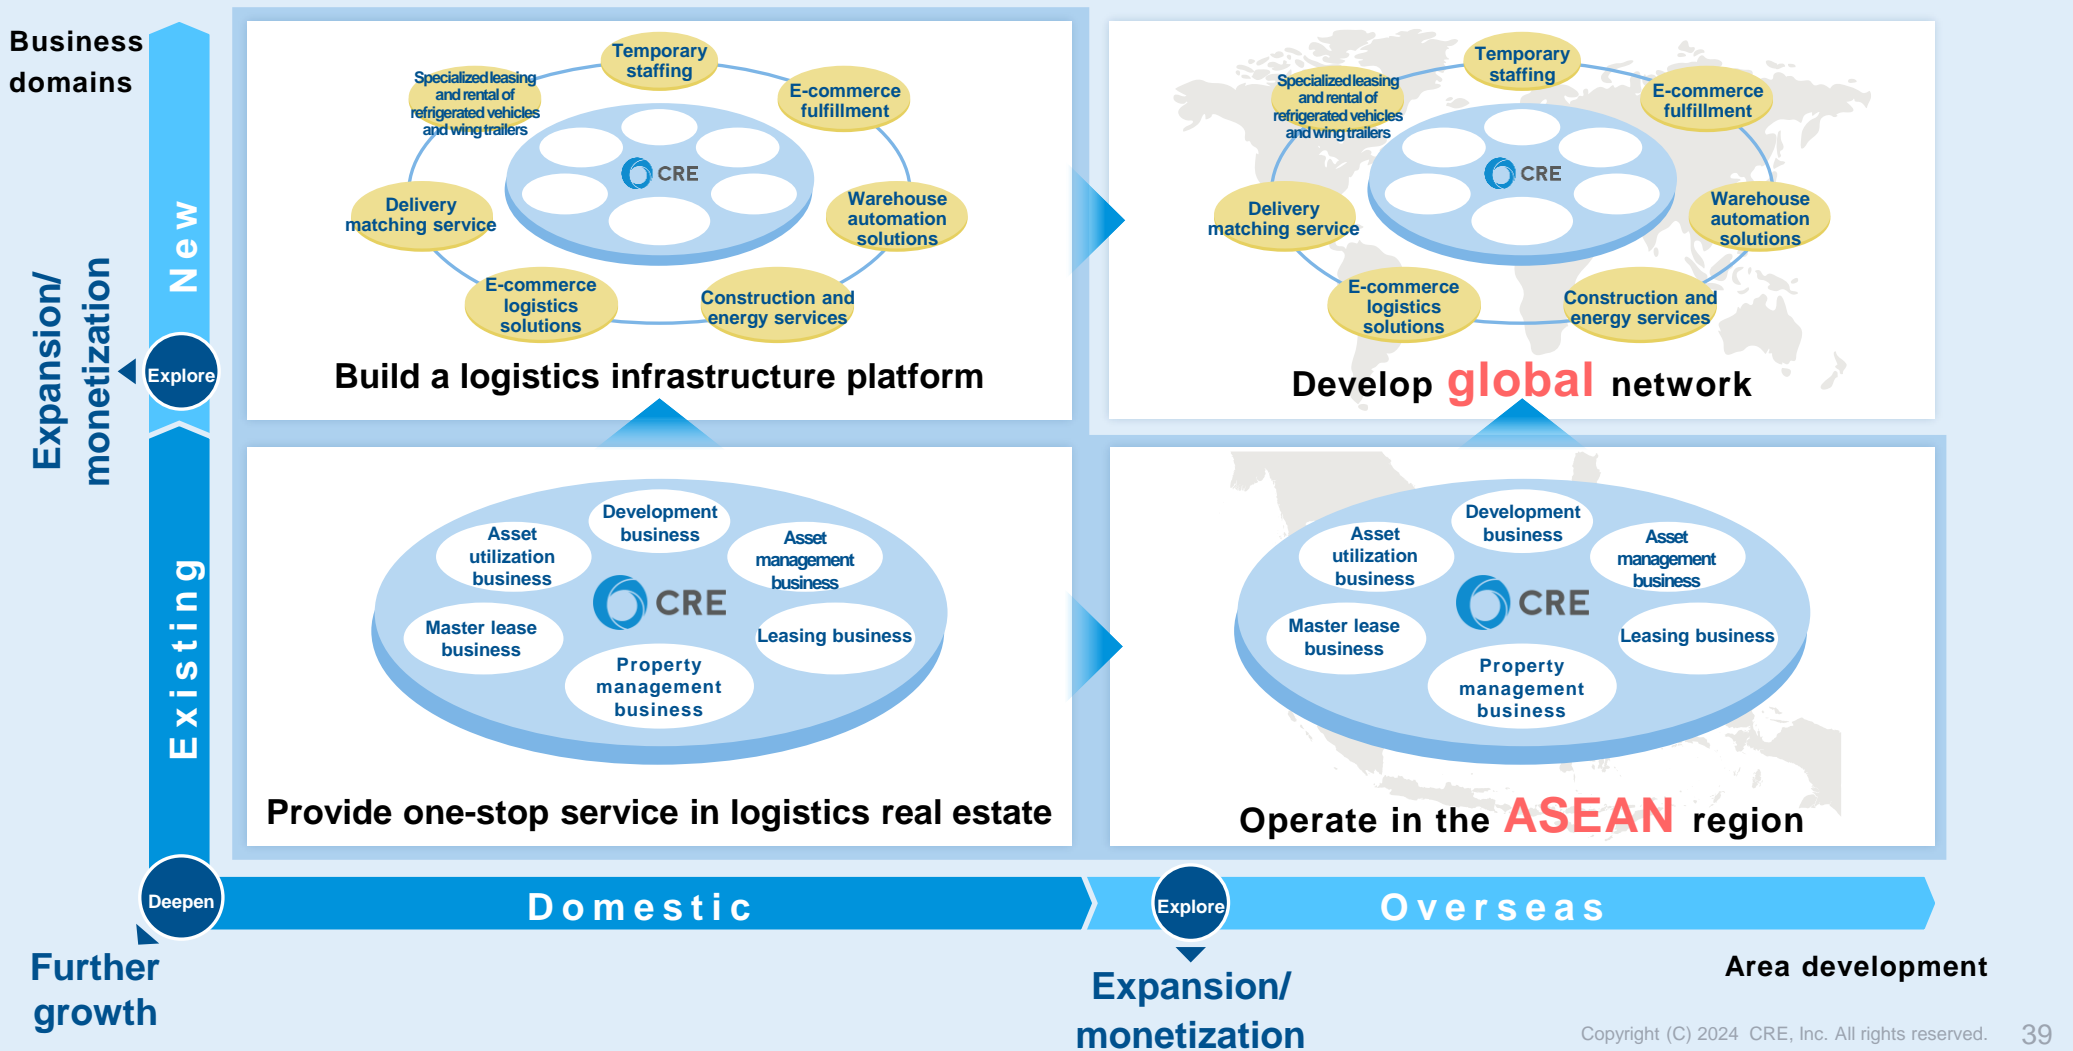 Business
domains
New
Existing
Expansion/
monetization
Explore
Temporary
staffing
Specialized leasing
and rental of
refrigerated vehicles
and wing trailers
E-commerce
fulfillment
CRE
Delivery
matching service
Warehouse
automation
solutions
E-commerce
logistics
solutions
Construction and
energy services
Build a logistics infrastructure platform
Temporary
staffing
Specialized leasing
and rental of
refrigerated vehicles
and wing trailers
E-commerce
fulfillment
CRE
Delivery
matching service
Warehouse
automation
solutions
E-commerce
logistics
solutions
Construction and
energy services
Develop global network
Development
business
Asset
utilization
business
Asset
management
business
CRE
Master lease
business
Leasing business
Property
management
business
Provide one-stop service in logistics real estate
Development
business
Asset
utilization
business
Asset
management
business
CRE
Master lease
business
Leasing business
Property
management
business
Operate in the ASEAN region
Deepen
Domestic
Explore
Overseas
Further
growth
Expansion/
monetization
Area development
Copyright (C) 2024 CRE, Inc. All rights reserved.
39